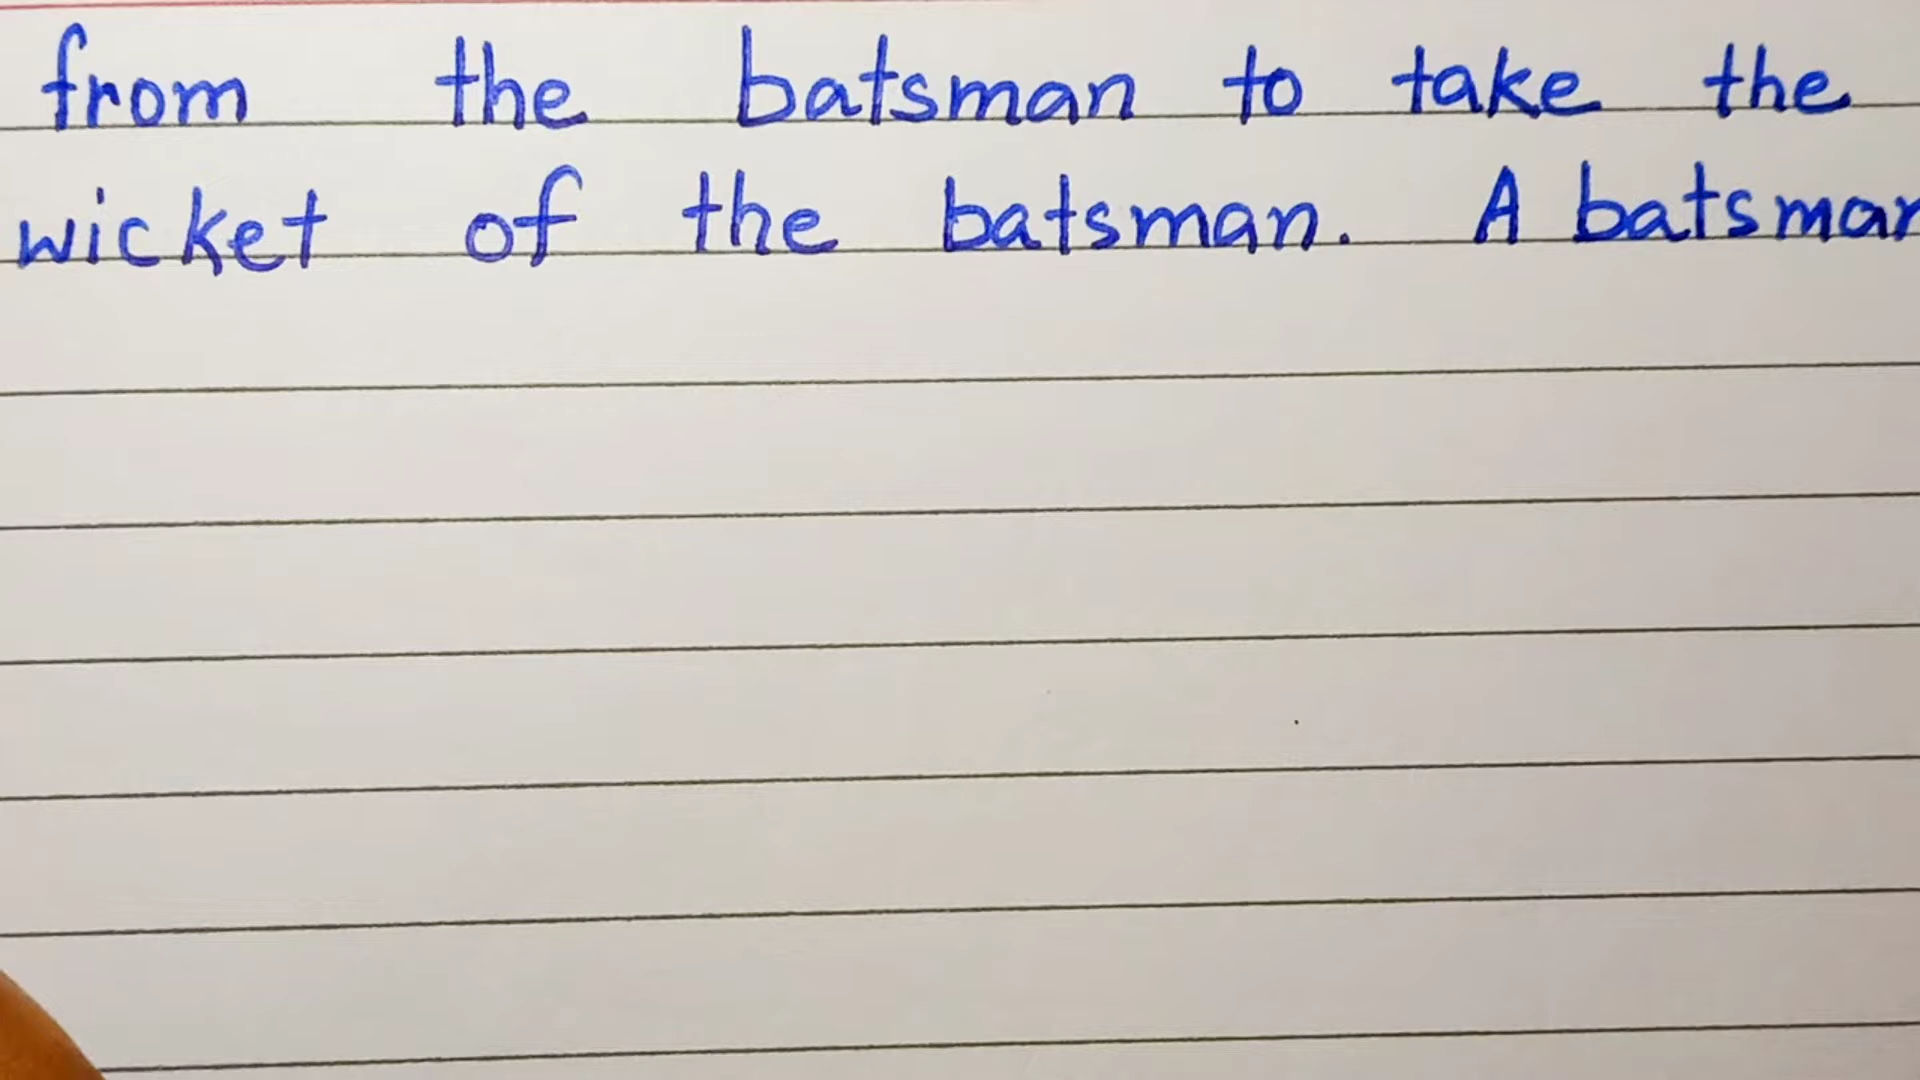 from the batsman to take the
wicket of the batsman. A batsman